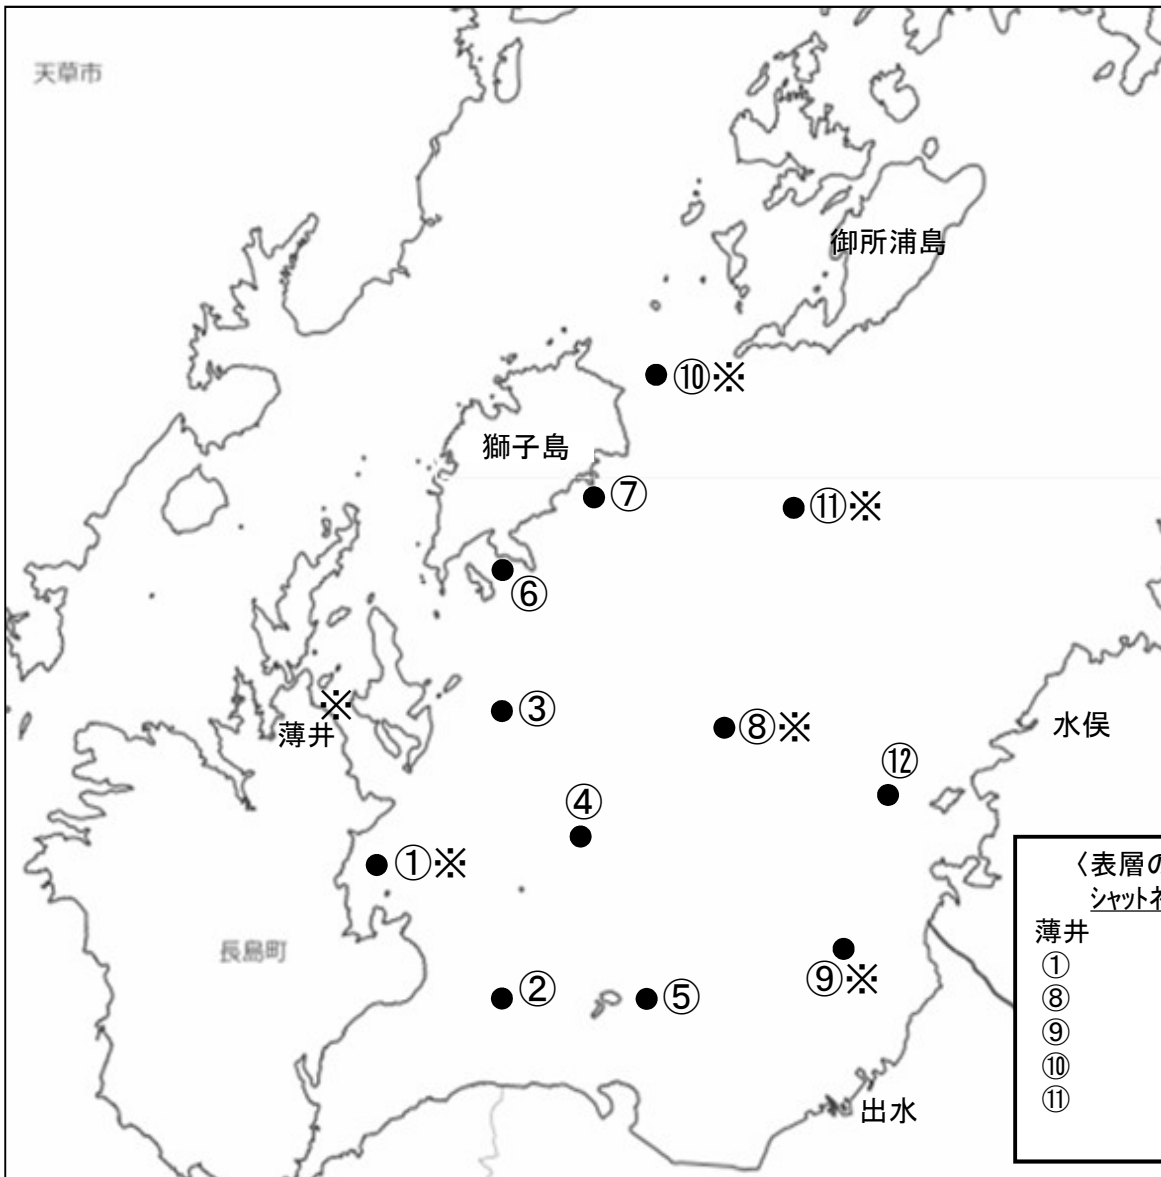 天草市
御所浦島
⑩※
獅子島
⑦
⑪※
⑥
※
③
薄井
⑧※
水俣
⑫
④
①※
長島町
⑨※
②
⑤
出水
〈表層の
シャットネ
薄井
①
⑧
⑨
⑩
⑪